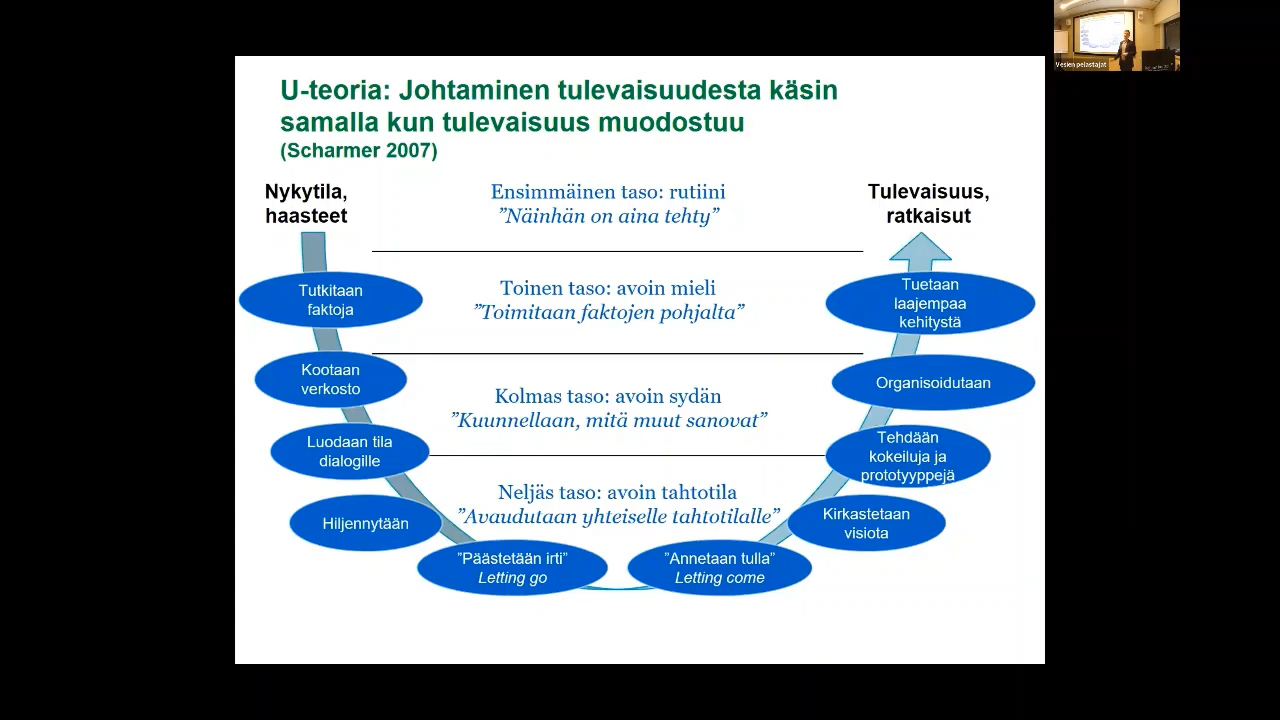 U-teoria: Johtaminen tulevaisuudesta käsin
samalla kun tulevaisuus muodostuu
(Scharmer 2007)
Nykytila,
haasteet
Ensimmäinen taso: rutiini
”Näinhän on aina tehty”
Tulevaisuus,
ratkaisut
Tutkitaan
faktoja
Toinen taso: avoin mieli
”Toimitaan faktojen pohjalta”
Tuetaan
laajempaa
kehitystä
Kootaan
verkosto
Kolmas taso: avoin sydän
”Kuunnellaan, mitä muut sanovat”
Organisoidutaan
Luodaan tila
dialogille
Tehdään
kokeiluja ja
prototyyppejä
Hiljennytään
Neljäs taso: avoin tahtotila
”Avaudutaan yhteiselle tahtotilalle”
Kirkastetaan
visiota
”Päästetään irti”
Letting go
”Annetaan tulla”
Letting come
Vesien pelastajat